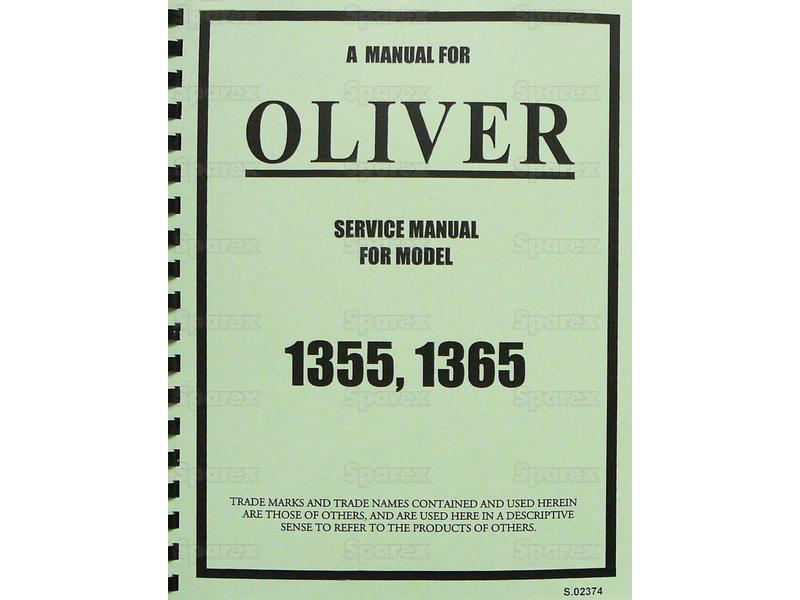 A MANUAL FOR
OLIVER
SERVICE MANUAL
FOR MODEL
1355, 1365
TRADE MARKS AND TRADE NAMES CONTAINED AND USED HEREIN
ARE THOSE OF OTHERS, AND ARE USED HERE IN A DESCRIPTIVE
SENSE TO REFER TO THE PRODUCTS OF OTHERS.
S.02374
Sparex